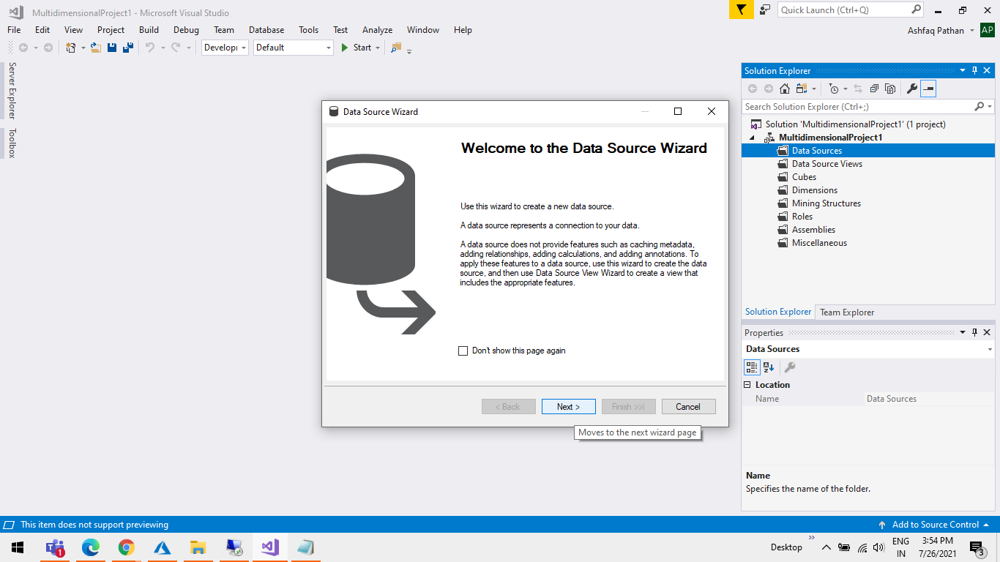 MultidimensionalProject1 - Microsoft Visual Studio
Quick Launch (Ctrl+Q)
File Edit View Project Build Debug Team Database Tools Test Analyze Window Help
Ashfaq Pathan AP
Developı Default Start
Server Explorer
Toolbox
Data Source Wizard
Welcome to the Data Source Wizard
Use this wizard to create a new data source.
A data source represents a connection to your data.
A data source does not provide features such as caching metadata,
adding relationships, adding calculations, and adding annotations. To
apply these features to a data source, use this wizard to create the data
source, and then use Data Source View Wizard to create a view that
includes the appropriate features.
Don't show this page again
< Back Next > Finish >>| Cancel
Moves to the next wizard page
Solution Explorer
Search Solution Explorer (Ctrl+;)
Solution 'MultidimensionalProject1' (1 project)
MultidimensionalProject1
Data Sources
Data Source Views
Cubes
Dimensions
Mining Structures
Roles
Assemblies
Miscellaneous
Solution Explorer Team Explorer
Properties
Data Sources
Location
Name Data Sources
Name
Specifies the name of the folder.
This item does not support previewing
Add to Source Control
1
Desktop
ENG
IN
3:54 PM
7/26/2021
3